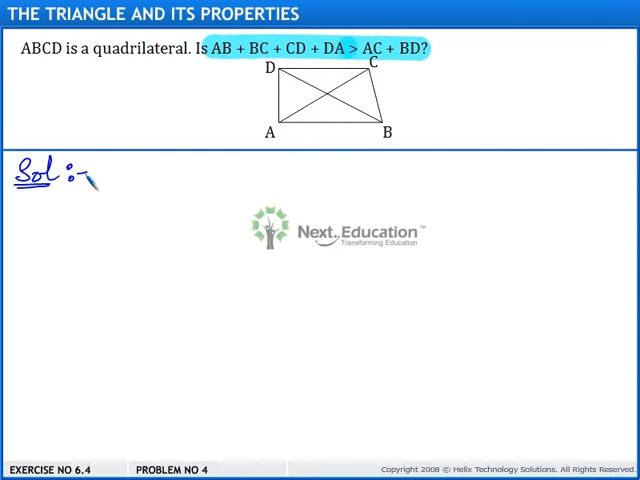 THE TRIANGLE AND ITS PROPERTIES
ABCD is a quadrilateral. Is AB + BC + CD + DA > AC + BD?
D C
A B
Sol :-
Next Education™
Transforming Education
EXERCISE NO 6.4 PROBLEM NO 4 Copyright 2008 © Helix Technology Solutions. All Rights Reserved.